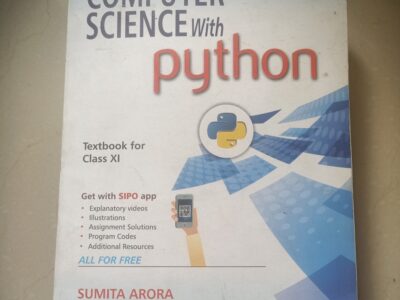 COMPUTER
SCIENCE With
python
Textbook for
Class XI
Get with SIPO app
• Explanatory videos
• Illustrations
• Assignment Solutions
• Program Codes
• Additional Resources
ALL FOR FREE
SUMITA ARORA